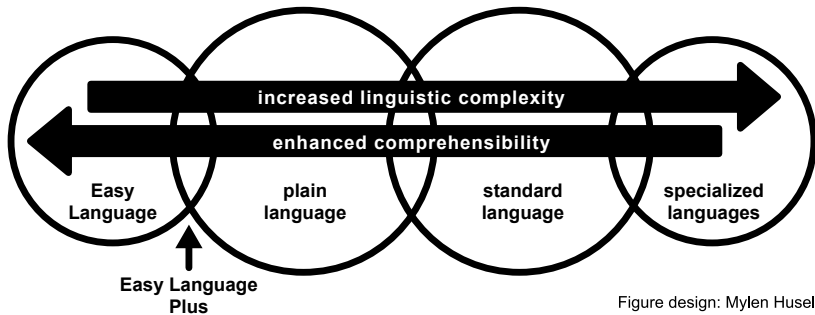 increased linguistic complexity
enhanced comprehensibility
Easy
Language
plain
language
standard
language
specialized
languages
Easy Language
Plus
Figure design: Mylen Husel